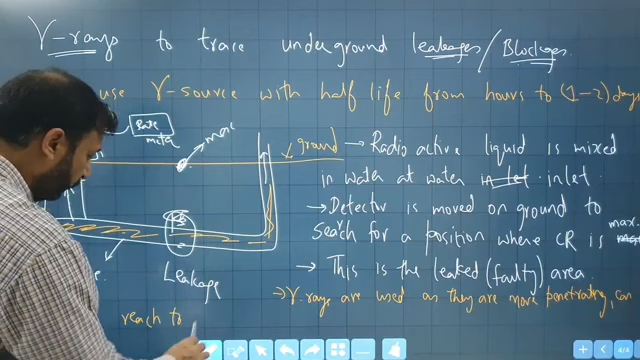 γ-rays to trace underground leakages / Blockages
use γ-source with half life from hours to (1-2) days
Rate
meter
max
ground
→ Radio active liquid is mixed
in water at water inlet
→ Detector is moved on ground to
Search for a position where CR is max.
Leakage
→ This is the leaked (faulty) area.
→ γ-rays are used as they are more penetrating, can
reach to
4/4